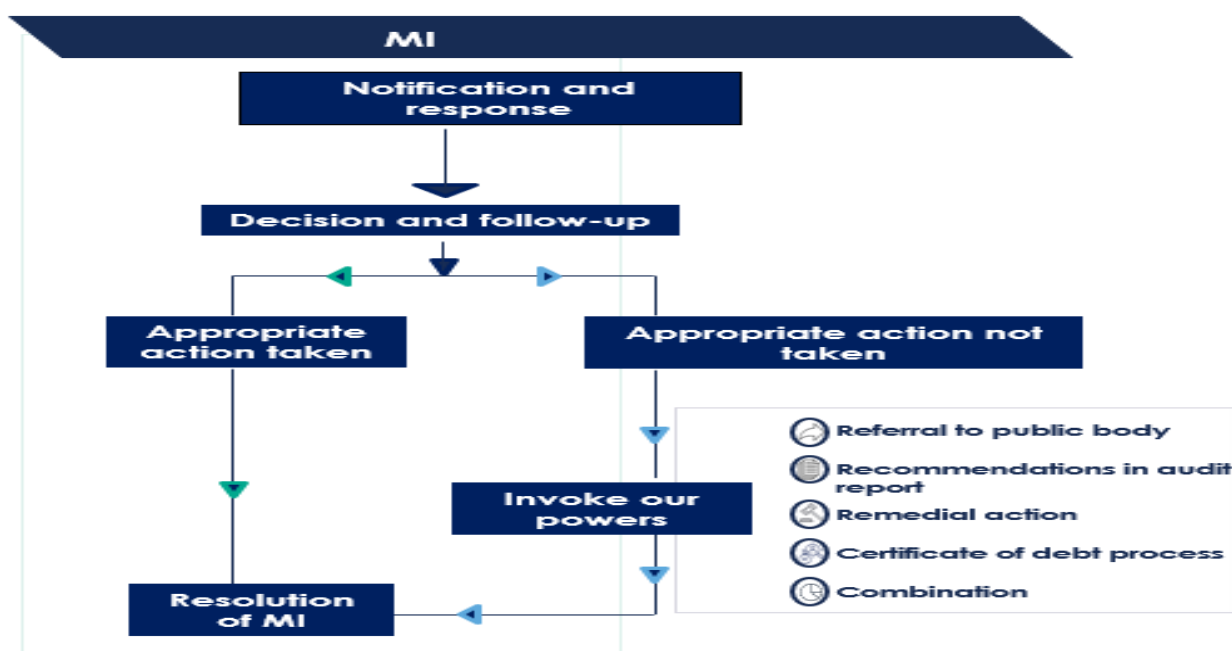 MI
Notification and
response
Decision and follow-up
Appropriate
action taken
Appropriate action not
taken
Referral to public body
Recommendations in audit
report
Remedial action
Certificate of debt process
Combination
Invoke our
powers
Resolution
of MI